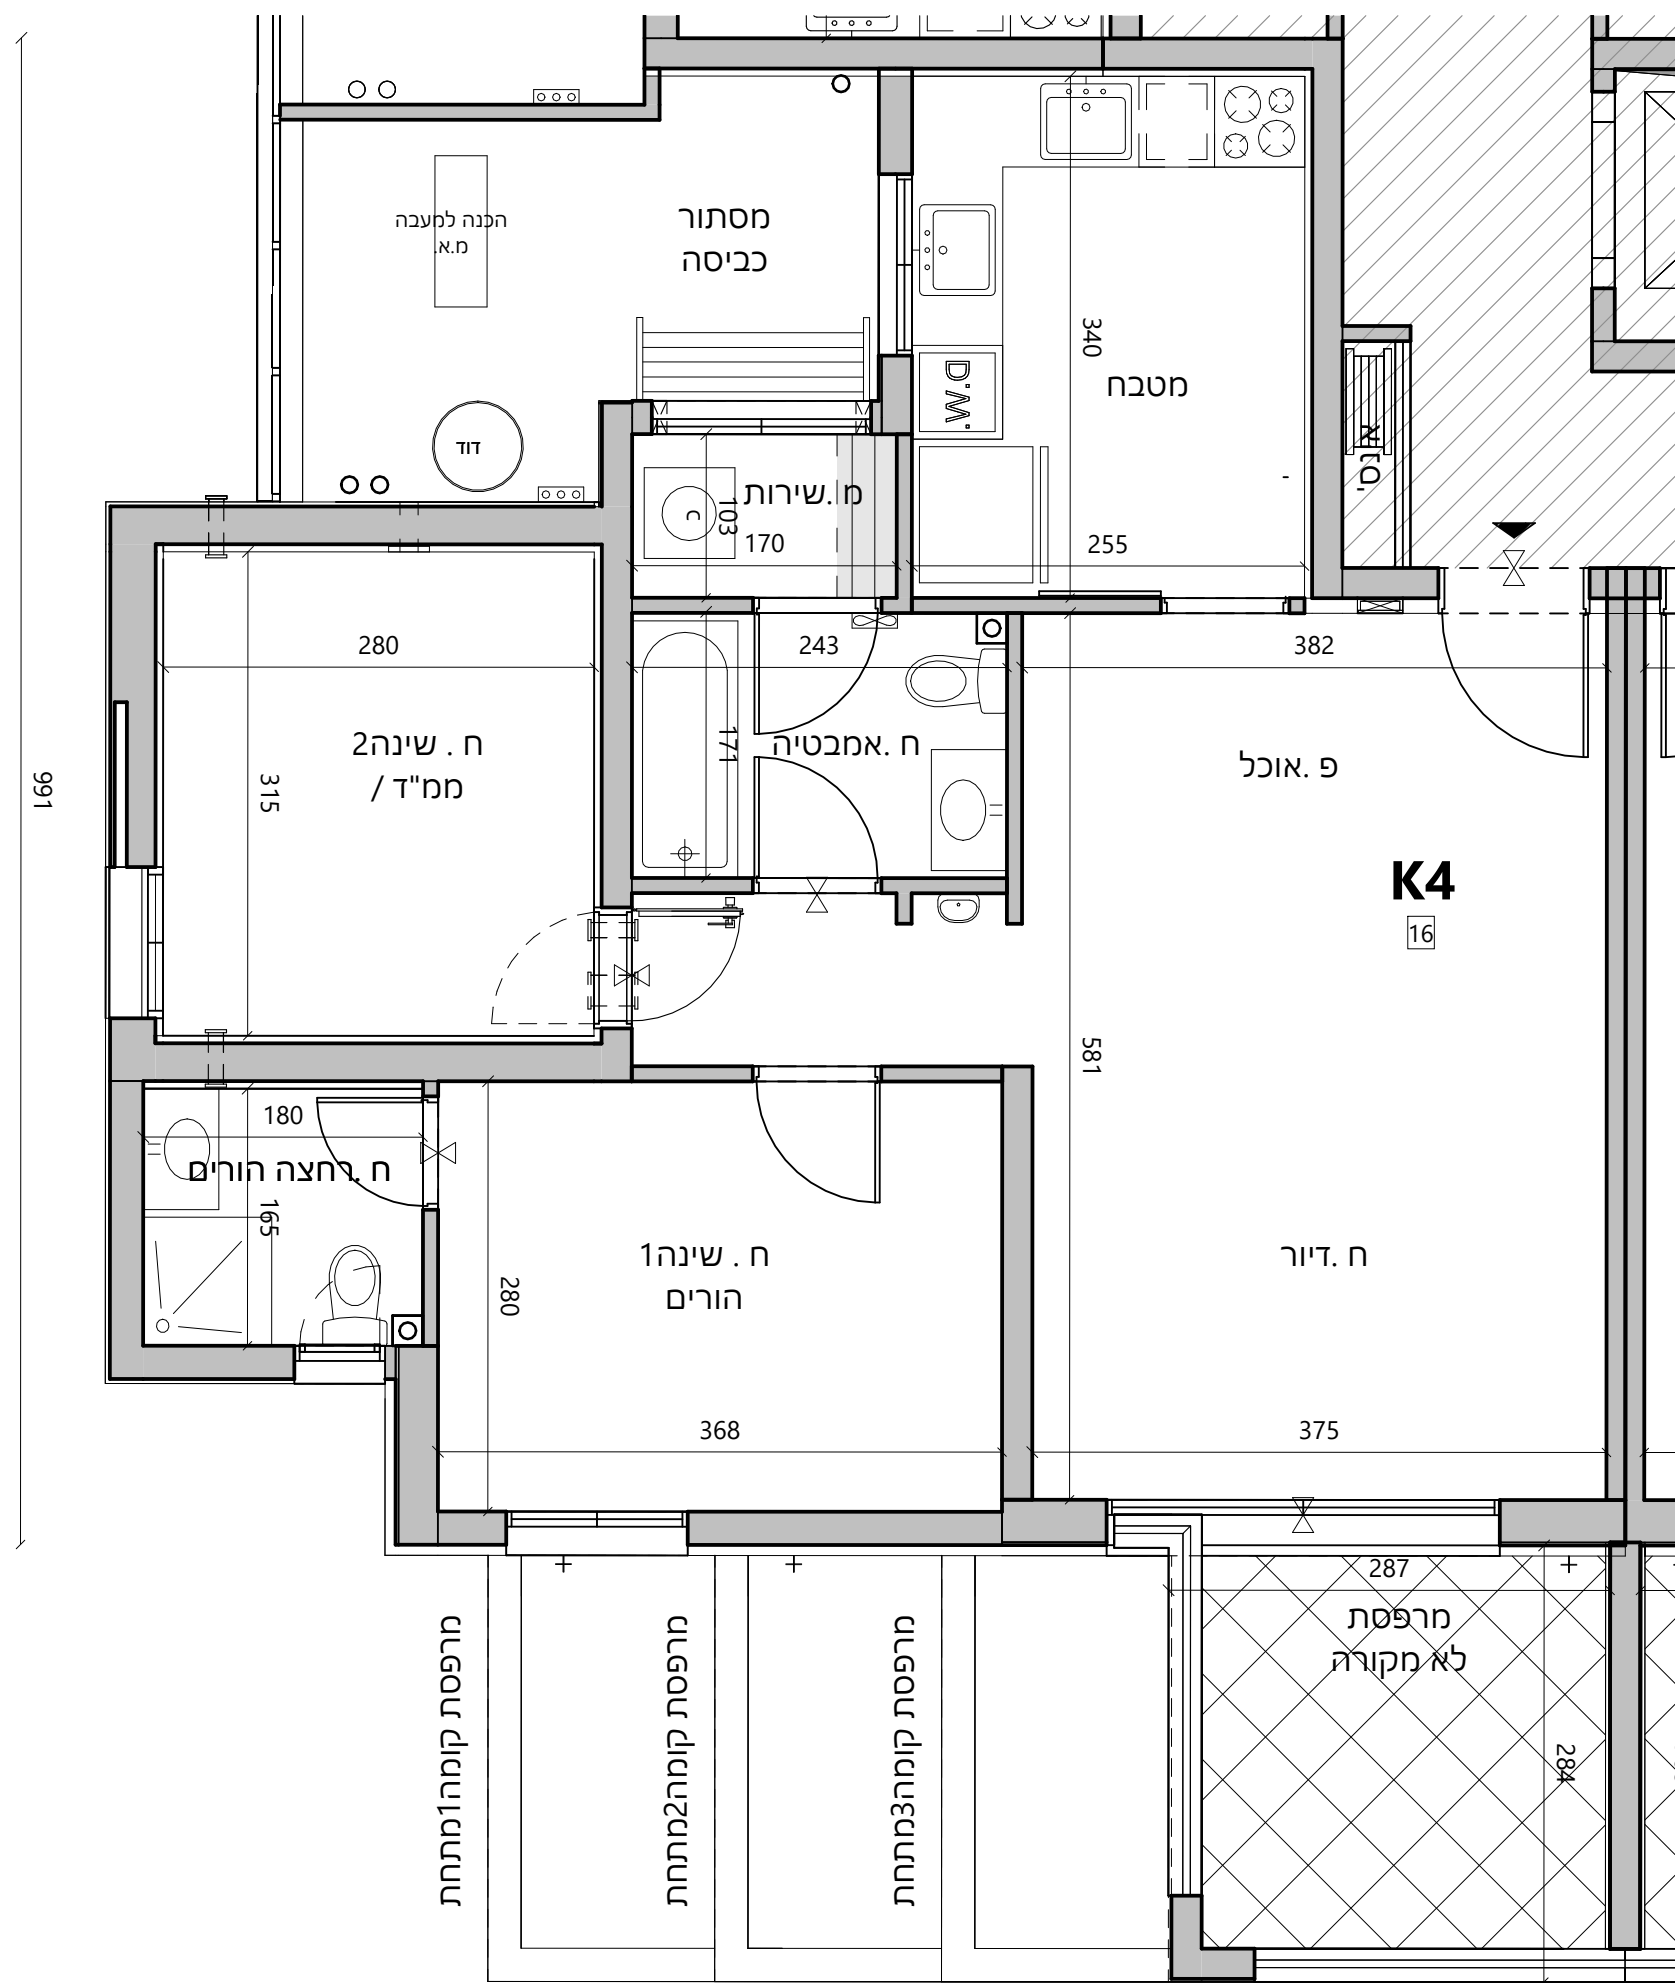 הכנה למעבה
מ.א.
מסתור
כביסה
340
מטבח
D.W.
דוד
מ.שירות
103
170
c
255
280
243
382
ח . שינה2
ממ"ד /
315
171
ח .אמבטיה
פ .אוכל
991
K4
16
581
180
ח .רחצה הורים
165
ח . שינה1
הורים
280
ח .דיור
368
375
287
מרפסת
לא מקורה
284
מרפסת קומה1מתחת
מרפסת קומה2מתחת
מרפסת קומה3מתחת